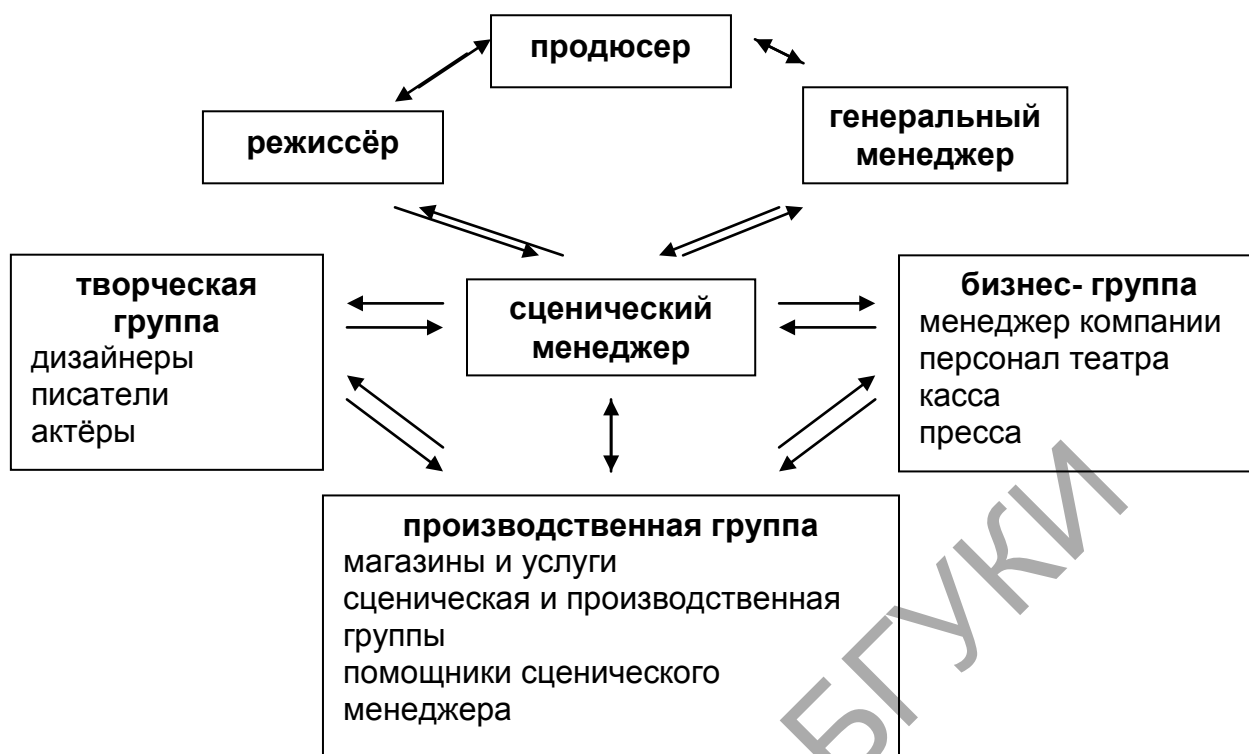 продюсер
режиссёр
генеральный
менеджер
творческая
группа
дизайнеры
писатели
актёры
сценический
менеджер
бизнес- группа
менеджер компании
персонал театра
касса
пресса
производственная группа
магазины и услуги
сценическая и производственная
группы
помощники сценического
менеджера
БГУКИ